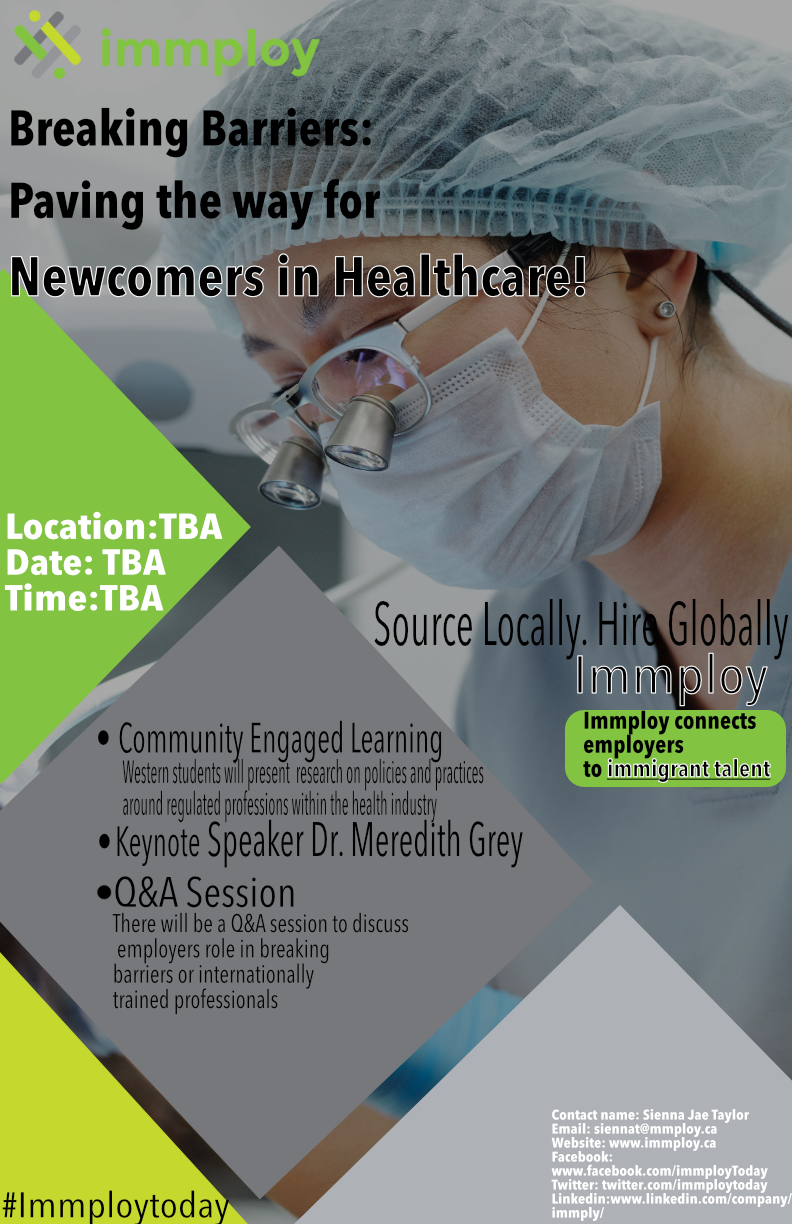 immploy
Breaking Barriers:
Paving the way for
Newcomers in Healthcare!
Location:TBA
Date: TBA
Time:TBA
Source Locally. Hire Globally
Immploy
Immploy connects
employers
to immigrant talent
• Community Engaged Learning
Western students will present research on policies and practices
around regulated professions within the health industry
•Keynote Speaker Dr. Meredith Grey
•Q&A Session
There will be a Q&A session to discuss
employers role in breaking
barriers or internationally
trained professionals
Contact name: Sienna Jae Taylor
Email: siennat@mmploy.ca
Website: www.immploy.ca
Facebook:
www.facebook.com/immployToday
Twitter: twitter.com/immploytoday
Linkedin:www.linkedin.com/company/
immply/
#Immploytoday